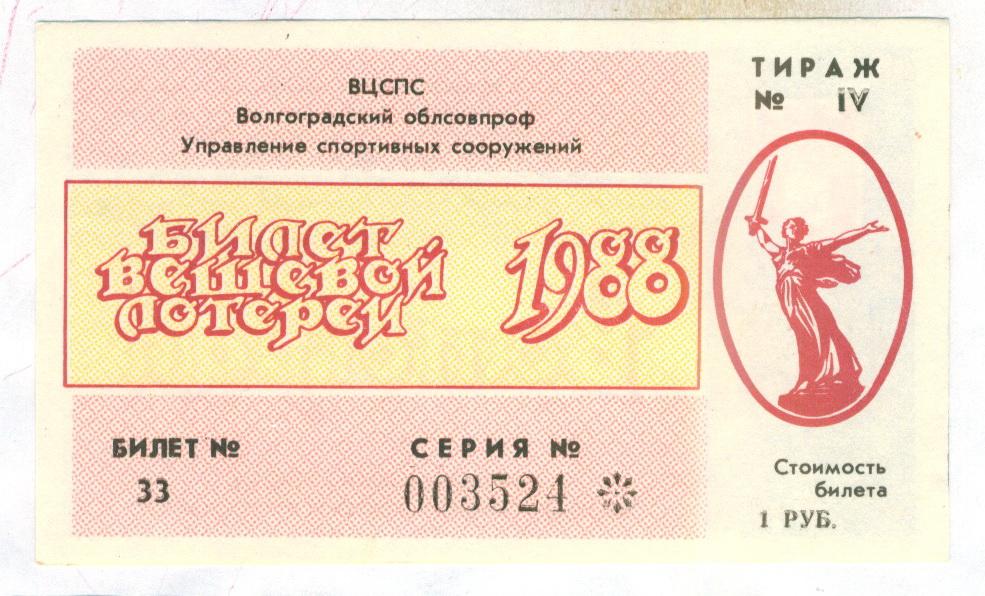 ВЦСПС
Волгоградский облсовпроф
Управление спортивных сооружений
ТИРАЖ
№ IV
БИЛЕТ
ВЕЩЕВОЙ
ЛОТЕРЕИ
1988
БИЛЕТ №
33
СЕРИЯ №
003524
Стоимость
билета
1 РУБ.